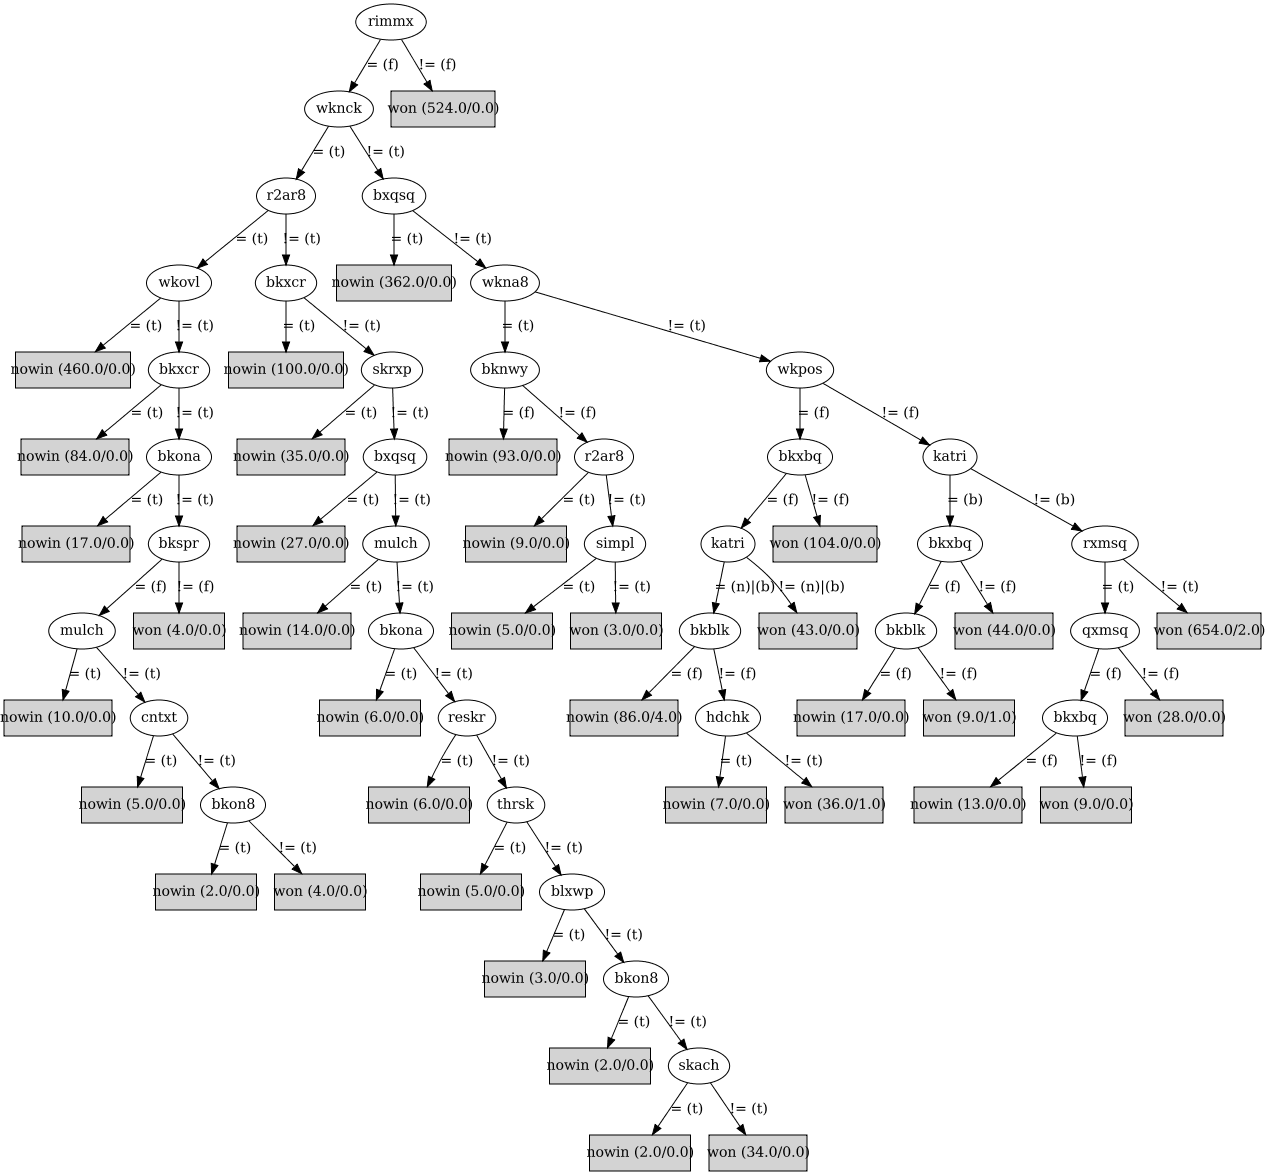 rimmx
= (f)
!= (f)
wknck
won (524.0/0.0)
= (t)
!= (t)
r2ar8
bxqsq
= (t)
!= (t)
= (t)
!= (t)
wkovl
bkxcr
nowin (362.0/0.0)
wkna8
= (t)
!= (t)
= (t)
!= (t)
= (t)
!= (t)
nowin (460.0/0.0)
bkxcr
nowin (100.0/0.0)
skrxp
bknwy
wkpos
= (t)
!= (t)
= (t)
!= (t)
= (f)
!= (f)
= (f)
!= (f)
nowin (84.0/0.0)
bkona
nowin (35.0/0.0)
bxqsq
nowin (93.0/0.0)
r2ar8
bkxbq
katri
= (t)
!= (t)
= (t)
!= (t)
= (t)
!= (t)
= (f)
!= (f)
= (b)
!= (b)
nowin (17.0/0.0)
bkspr
nowin (27.0/0.0)
mulch
nowin (9.0/0.0)
simpl
katri
won (104.0/0.0)
bkxbq
rxmsq
= (f)
!= (f)
= (t)
!= (t)
= (t)
!= (t)
= (n)|(b)
!= (n)|(b)
= (f)
!= (f)
= (t)
!= (t)
mulch
won (4.0/0.0)
nowin (14.0/0.0)
bkona
nowin (5.0/0.0)
won (3.0/0.0)
bkblk
won (43.0/0.0)
bkblk
won (44.0/0.0)
qxmsq
won (654.0/2.0)
= (t)
!= (t)
= (t)
!= (t)
= (f)
!= (f)
= (f)
!= (f)
= (f)
!= (f)
nowin (10.0/0.0)
cntxt
nowin (6.0/0.0)
reskr
nowin (86.0/4.0)
hdchk
nowin (17.0/0.0)
won (9.0/1.0)
bkxbq
won (28.0/0.0)
= (t)
!= (t)
= (t)
!= (t)
= (t)
!= (t)
= (f)
!= (f)
nowin (5.0/0.0)
bkon8
nowin (6.0/0.0)
thrsk
nowin (7.0/0.0)
won (36.0/1.0)
nowin (13.0/0.0)
won (9.0/0.0)
= (t)
!= (t)
= (t)
!= (t)
nowin (2.0/0.0)
won (4.0/0.0)
nowin (5.0/0.0)
blxwp
= (t)
!= (t)
nowin (3.0/0.0)
bkon8
= (t)
!= (t)
nowin (2.0/0.0)
skach
= (t)
!= (t)
nowin (2.0/0.0)
won (34.0/0.0)